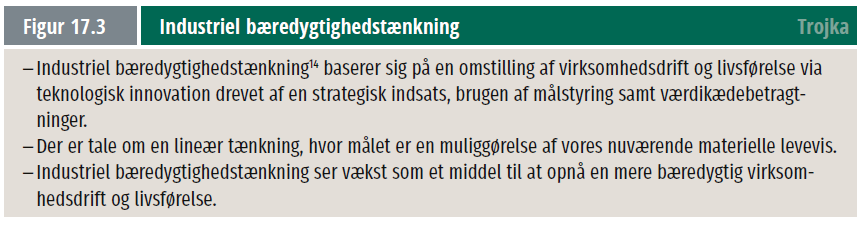 Figur 17.3 Industriel bæredygtighedstænkning Trojka
– Industriel bæredygtighedstænkning¹⁴ baserer sig på en omstilling af virksomhedsdrift og livsførelse via
teknologisk innovation drevet af en strategisk indsats, brugen af målstyring samt værdikædebetragt-
ninger.
– Der er tale om en lineær tænkning, hvor målet er en muliggørelse af vores nuværende materielle levevis.
– Industriel bæredygtighedstænkning ser vækst som et middel til at opnå en mere bæredygtig virksom-
hedsdrift og livsførelse.